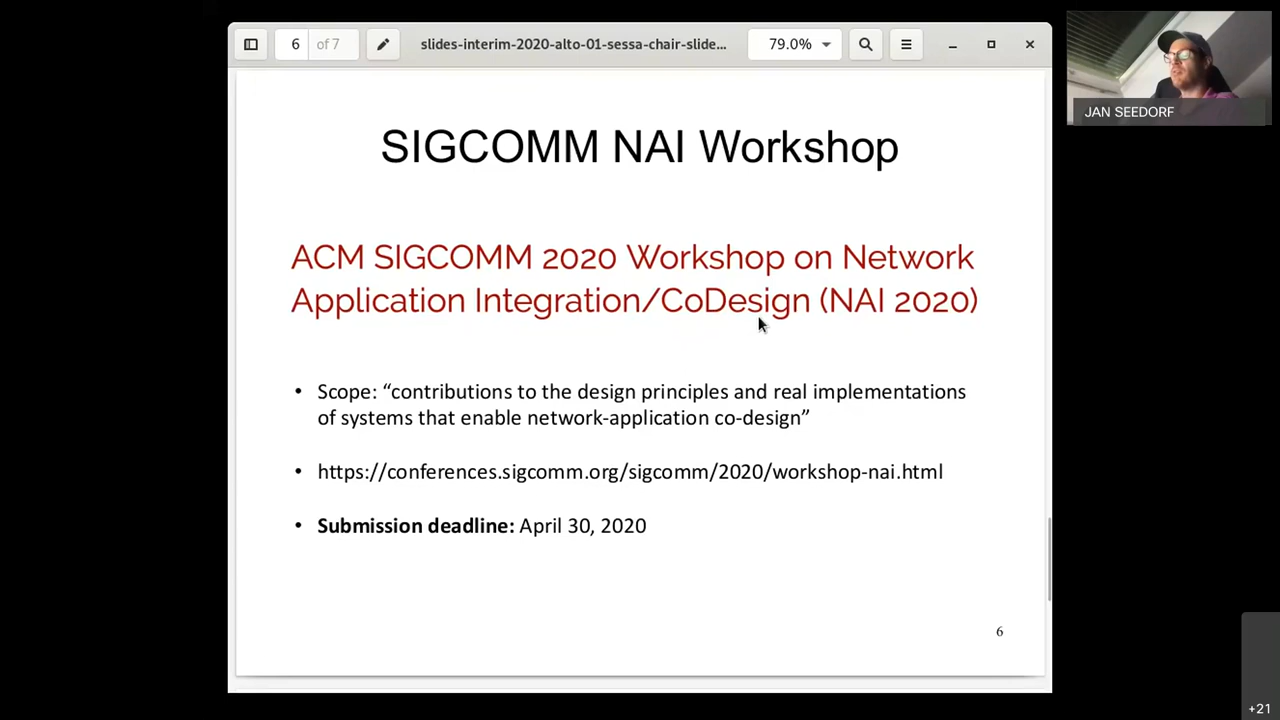 6 of 7
slides-interim-2020-alto-01-sessa-chair-slide...
79.0%
JAN SEEDORF
SIGCOMM NAI Workshop
ACM SIGCOMM 2020 Workshop on Network
Application Integration/CoDesign (NAI 2020)
• Scope: “contributions to the design principles and real implementations
of systems that enable network-application co-design”
• https://conferences.sigcomm.org/sigcomm/2020/workshop-nai.html
• Submission deadline: April 30, 2020
6
+21